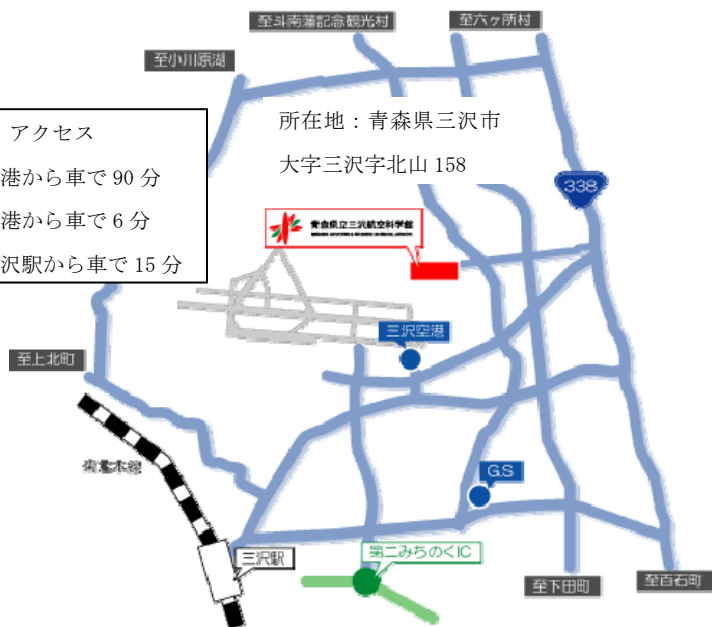 至斗南藩記念観光村
至六ヶ所村
至小川原湖
アクセス
港から車で 90 分
港から車で 6 分
沢駅から車で 15 分
所在地：青森県三沢市
大字三沢字北山 158
338
青森県立三沢航空科学館
三沢空港
至上北町
東北本線
G.S
三沢駅
第二みちのくIC
至下田町
至百石町